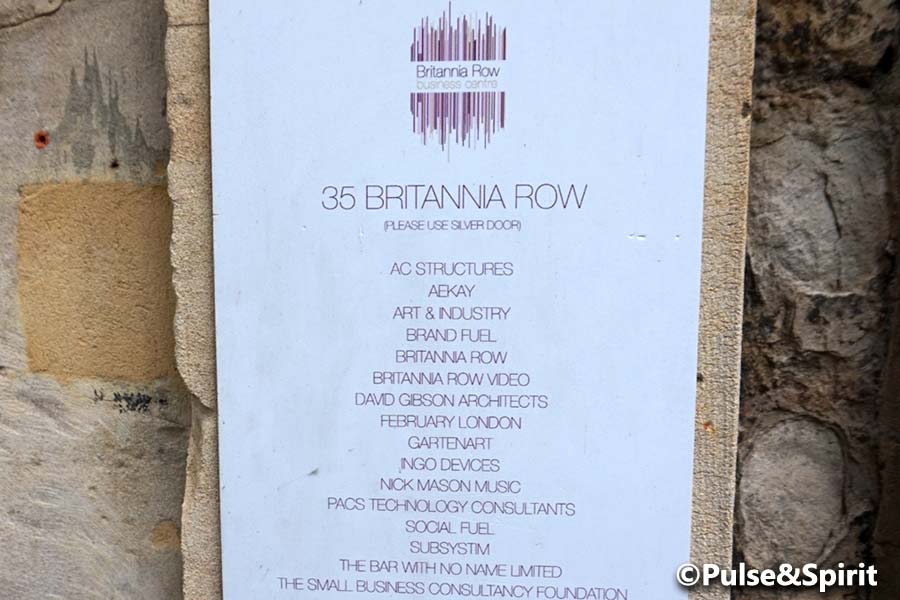 Britannia Row
business centre
35 BRITANNIA ROW
(PLEASE USE SILVER DOOR)
AC STRUCTURES
AEKAY
ART & INDUSTRY
BRAND FUEL
BRITANNIA ROW
BRITANNIA ROW VIDEO
DAVID GIBSON ARCHITECTS
FEBRUARY LONDON
GARTENART
INGO DEVICES
NICK MASON MUSIC
PACS TECHNOLOGY CONSULTANTS
SOCIAL FUEL
SUBSYSTIM
THE BAR WITH NO NAME LIMITED
THE SMALL BUSINESS CONSULTANCY FOUNDATION
©Pulse&Spirit